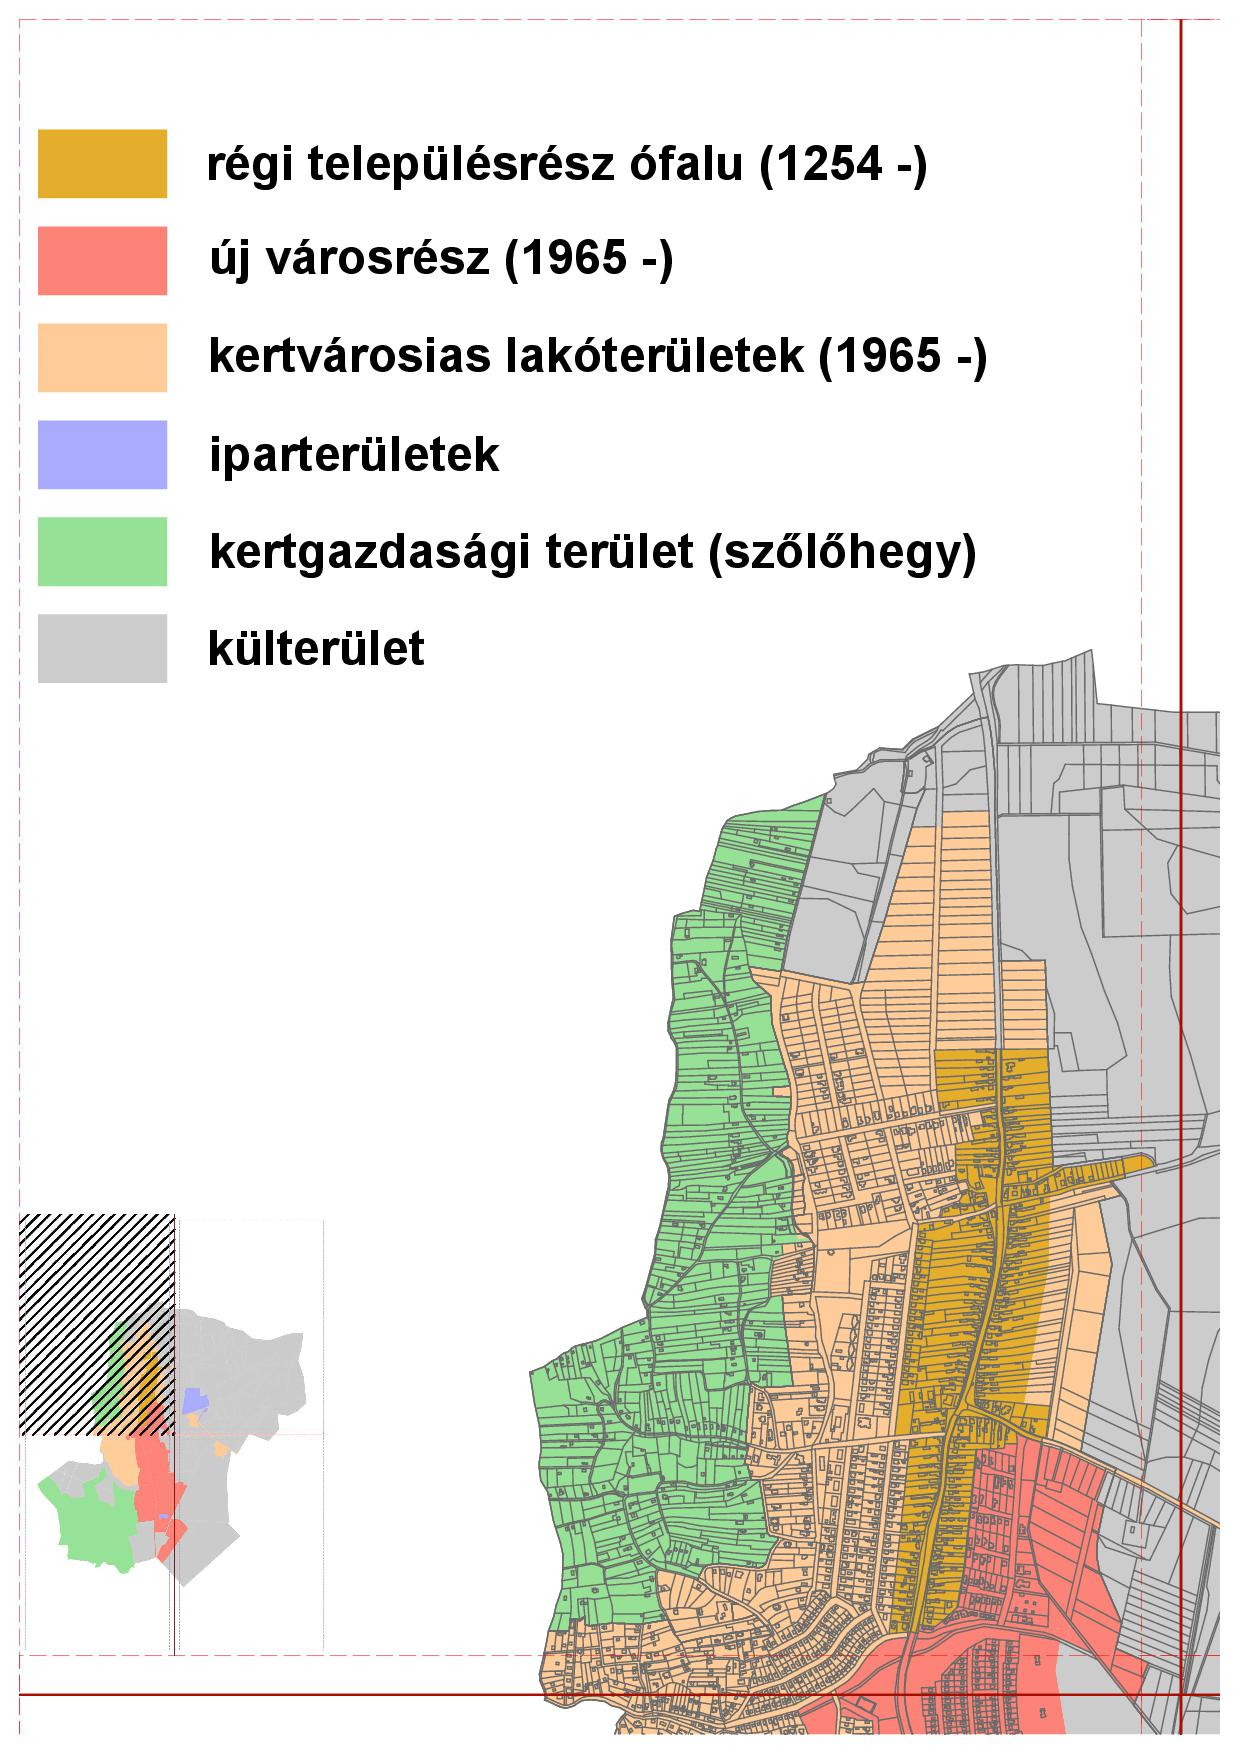 régi településrész ófalu (1254 -)
új városrész (1965 -)
kertvárosias lakóterületek (1965 -)
iparterületek
kertgazdasági terület (szőlőhegy)
külterület